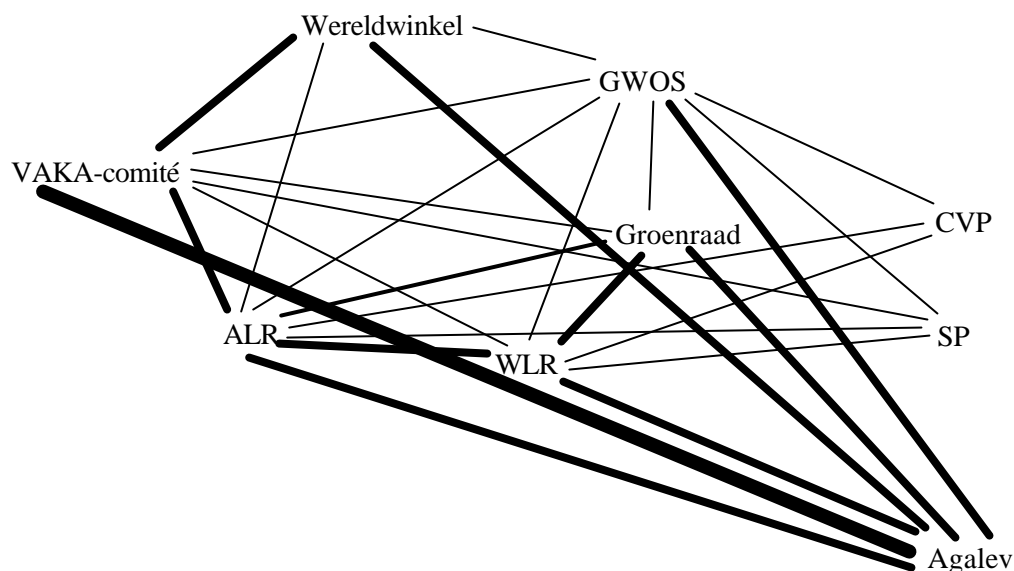 Wereldwinkel
GWOS
VAKA-comité
CVP
Groenraad
ALR
SP
WLR
Agalev